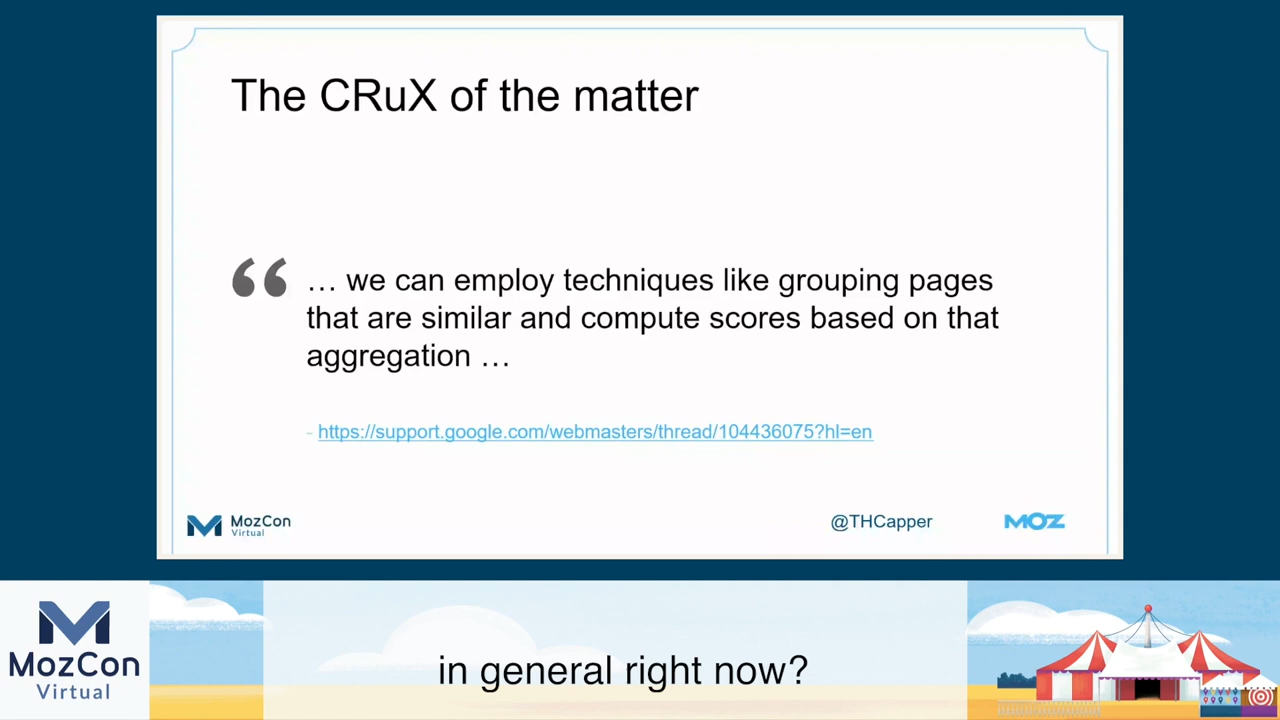 The CRuX of the matter
“ … we can employ techniques like grouping pages
that are similar and compute scores based on that
aggregation …
- https://support.google.com/webmasters/thread/104436075?hl=en
MozCon
Virtual
@THCapper
MOZ
MozCon
Virtual
in general right now?